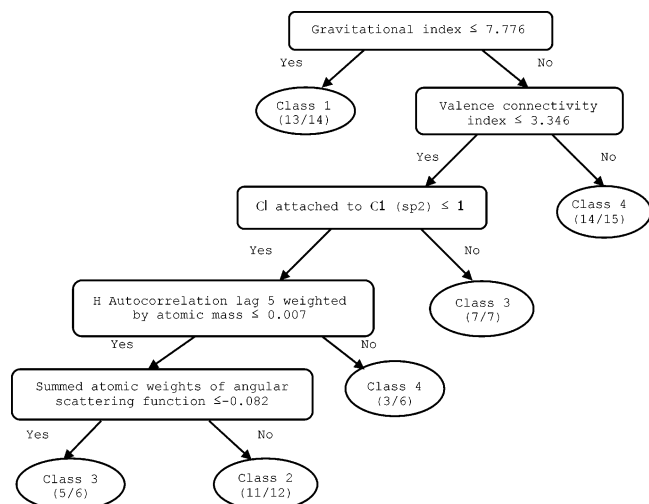 Gravitational index ≤ 7.776
Yes
No
Class 1
(13/14)
Valence connectivity
index ≤ 3.346
Yes
No
Cl attached to C1 (sp2) ≤ 1
Class 4
(14/15)
Yes
No
H Autocorrelation lag 5 weighted
by atomic mass ≤ 0.007
Class 3
(7/7)
Yes
No
Summed atomic weights of angular
scattering function ≤-0.082
Class 4
(3/6)
Yes
No
Class 3
(5/6)
Class 2
(11/12)